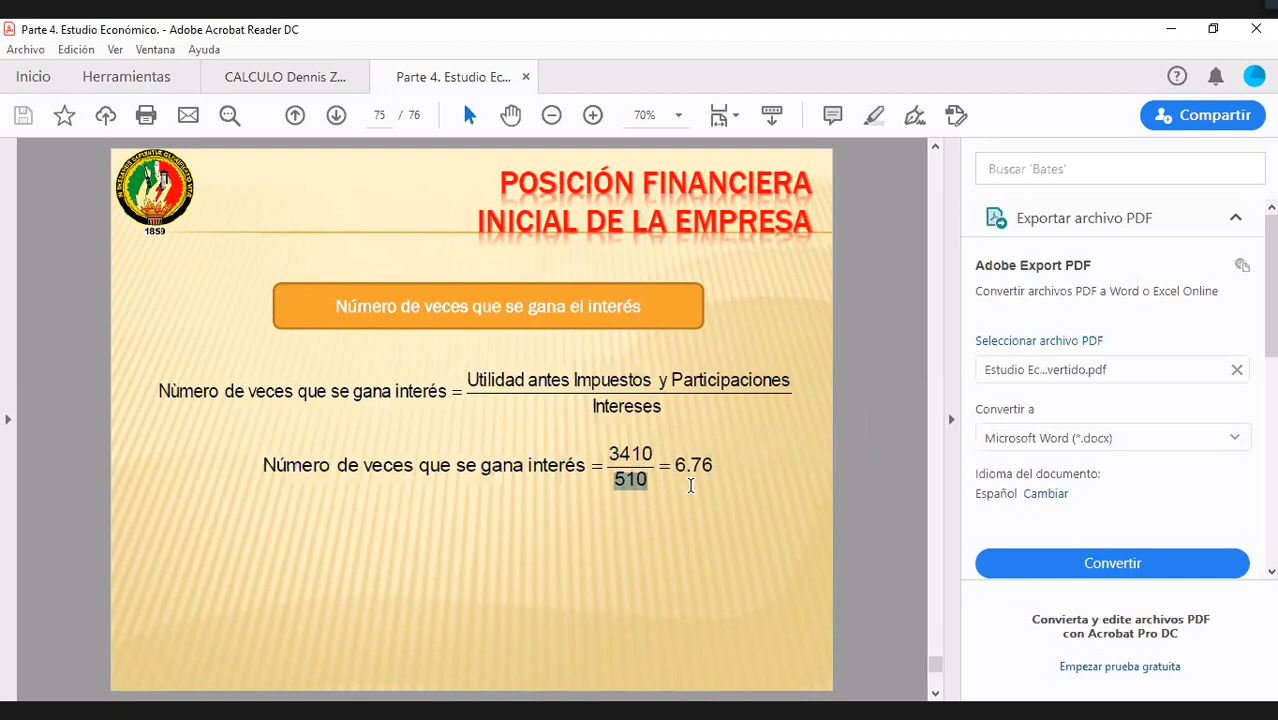 Parte 4. Estudio Económico. - Adobe Acrobat Reader DC
Archivo Edición Ver Ventana Ayuda
Inicio Herramientas CALCULO Dennis Z... Parte 4. Estudio Ec... ×
75 / 76 70% Compartir
POSICIÓN FINANCIERA
INICIAL DE LA EMPRESA
1859
Número de veces que se gana el interés
Nùmero de veces que se gana interés = Utilidad antes Impuestos y Participaciones
Intereses
Número de veces que se gana interés = 3410 / 510 = 6.76
Buscar 'Bates'
Exportar archivo PDF
Adobe Export PDF
Convertir archivos PDF a Word o Excel Online
Seleccionar archivo PDF
Estudio Ec...vertido.pdf
Convertir a
Microsoft Word (*.docx)
Idioma del documento:
Español Cambiar
Convertir
Convierta y edite archivos PDF
con Acrobat Pro DC
Empezar prueba gratuita